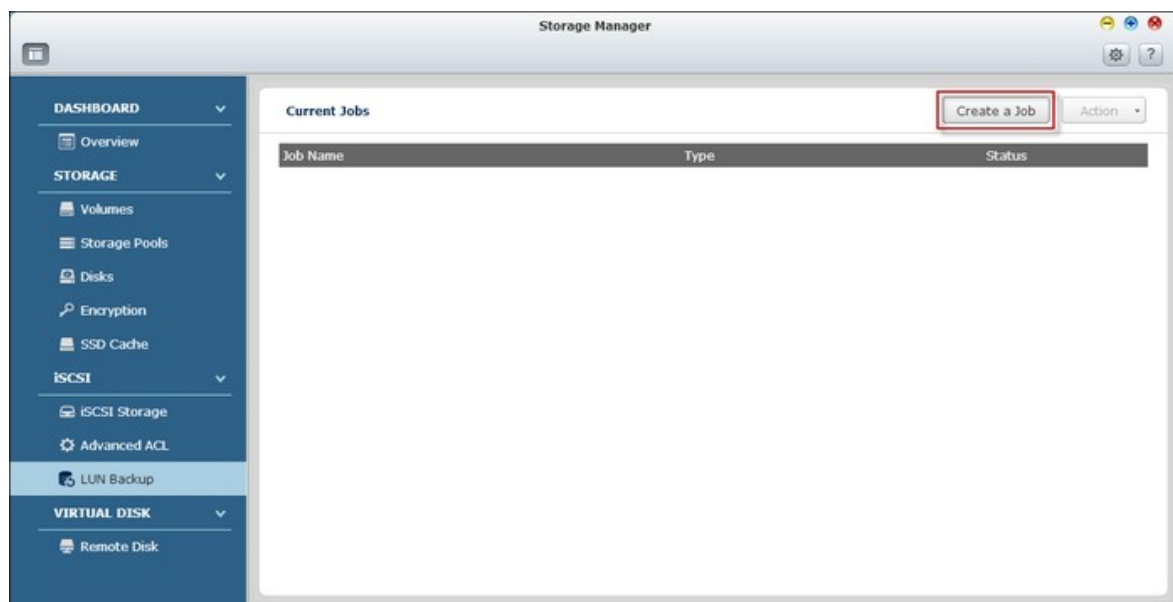 Storage Manager
?
DASHBOARD
Overview
STORAGE
Volumes
Storage Pools
Disks
Encryption
SSD Cache
iSCSI
iSCSI Storage
Advanced ACL
LUN Backup
VIRTUAL DISK
Remote Disk
Current Jobs
Create a Job
Action
Job Name Type Status